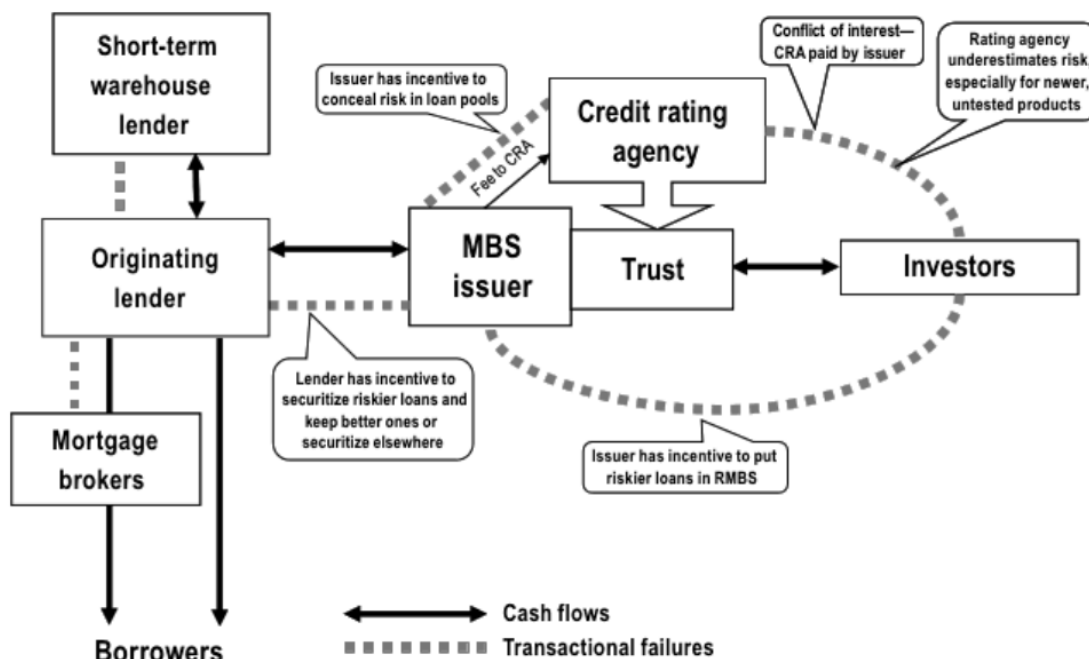 Short-term
warehouse
lender
Issuer has incentive to
conceal risk in loan pools
Conflict of interest—
CRA paid by issuer
Rating agency
underestimates risk,
especially for newer,
untested products
Credit rating
agency
Fee to CRA
Originating
lender
MBS
issuer
Trust
Investors
Lender has incentive to
securitize riskier loans and
keep better ones or
securitize elsewhere
Mortgage
brokers
Issuer has incentive to put
riskier loans in RMBS
Borrowers
Cash flows
Transactional failures